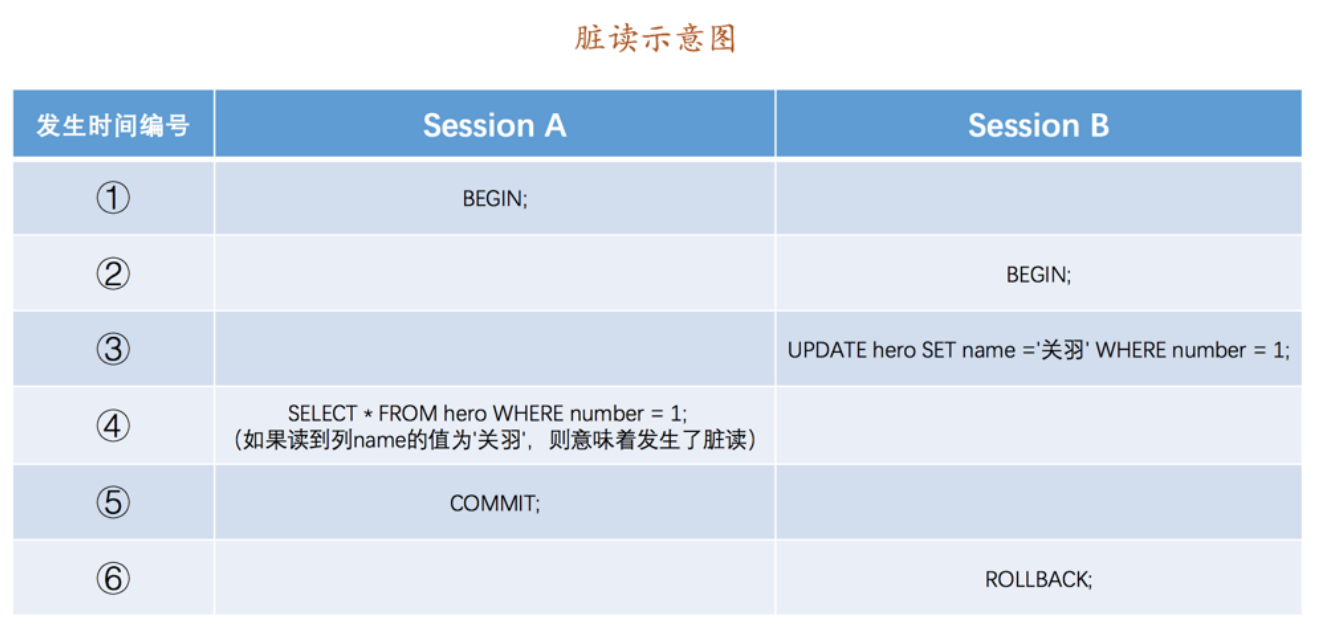 脏读示意图
发生时间编号 Session A Session B
① BEGIN;
② BEGIN;
③ UPDATE hero SET name ='关羽' WHERE number = 1;
④ SELECT * FROM hero WHERE number = 1;
（如果读到列name的值为'关羽'，则意味着发生了脏读）
⑤ COMMIT;
⑥ ROLLBACK;